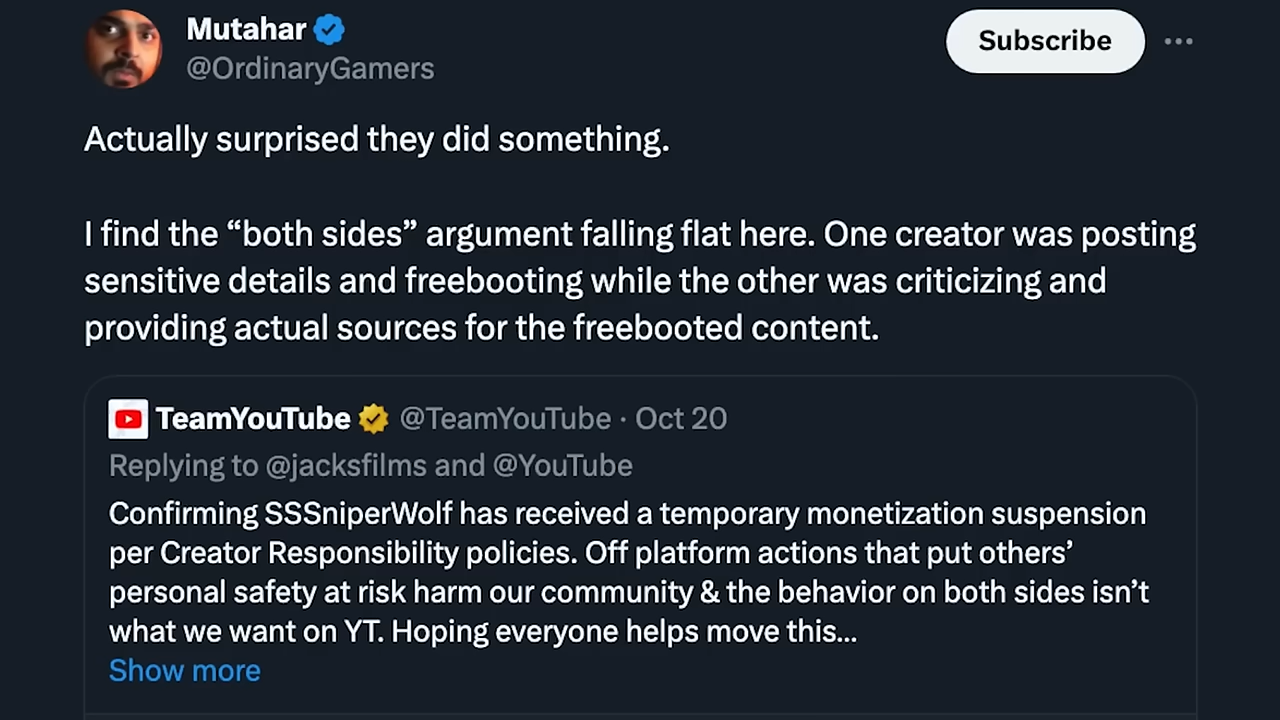 Mutahar
@OrdinaryGamers
Subscribe
Actually surprised they did something.
I find the “both sides” argument falling flat here. One creator was posting
sensitive details and freebooting while the other was criticizing and
providing actual sources for the freebooted content.
TeamYouTube @TeamYouTube · Oct 20
Replying to @jacksfilms and @YouTube
Confirming SSSniperWolf has received a temporary monetization suspension
per Creator Responsibility policies. Off platform actions that put others’
personal safety at risk harm our community & the behavior on both sides isn’t
what we want on YT. Hoping everyone helps move this...
Show more